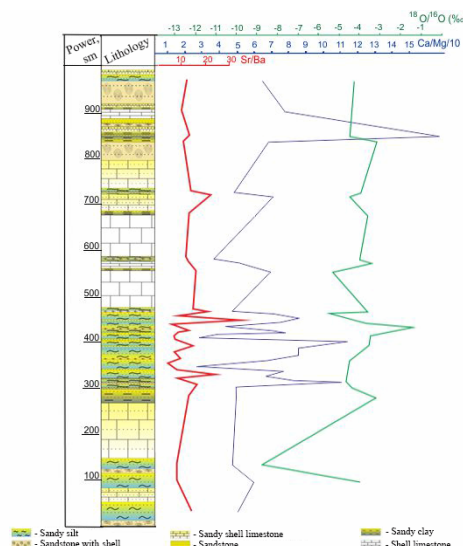 18O/16O (‰
-13 -12 -11 -10 -9 -8 -7 -6 -5 -4 -3 -2 -1
Power, sm
Lithology
1 2 3 4 5 6 7 8 9 10 11 12 13 14 15 Ca/Mg/10
10 20 30 Sr/Ba
900
800
700
600
500
400
300
200
100
- Sandy silt
- Sandy shell limestone
- Sandy clay
- Sandstone with shell
- Sandstone
- Shell limestone